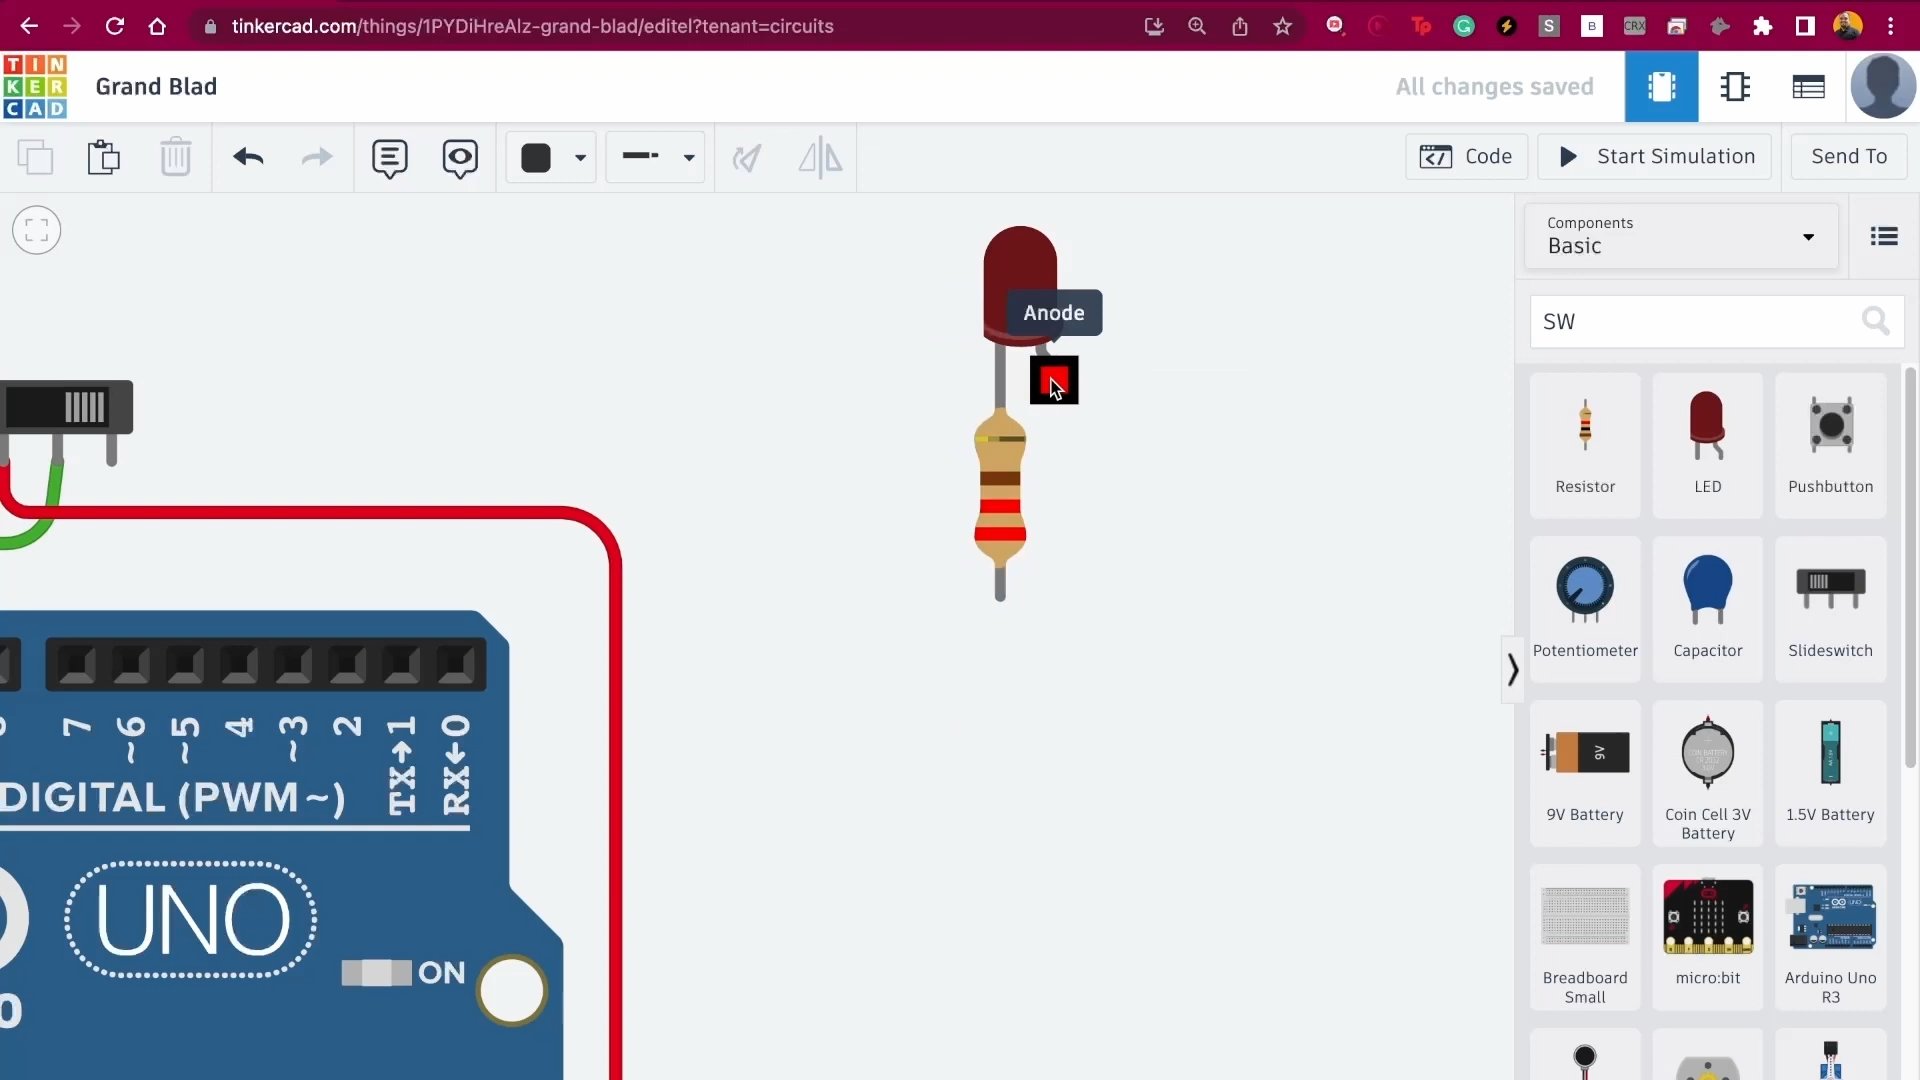 tinkercad.com/things/1PYDiHreAlz-grand-blad/editel?tenant=circuits
Tp
S
B
CRX
TIN
KER
CAD
Grand Blad
All changes saved
Code
Start Simulation
Send To
Components
Basic
SW
Anode
Resistor
LED
Pushbutton
Potentiometer
Capacitor
Slideswitch
9V
9V Battery
Coin Cell 3V
Battery
1.5V Battery
Breadboard
Small
micro:bit
Arduino Uno
R3
7
~6
~5
4
~3
2
TX→1
RX←0
DIGITAL (PWM~)
UNO
ON